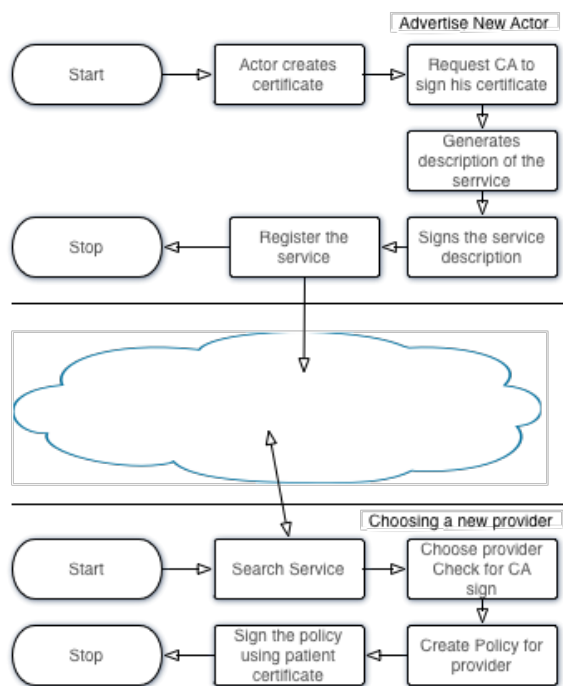 Advertise New Actor
Start
Actor creates
certificate
Request CA to
sign his certificate
Generates
description of the
serrvice
Stop
Register the
service
Signs the service
description
Choosing a new provider
Start
Search Service
Choose provider
Check for CA
sign
Stop
Sign the policy
using patient
certificate
Create Policy for
provider